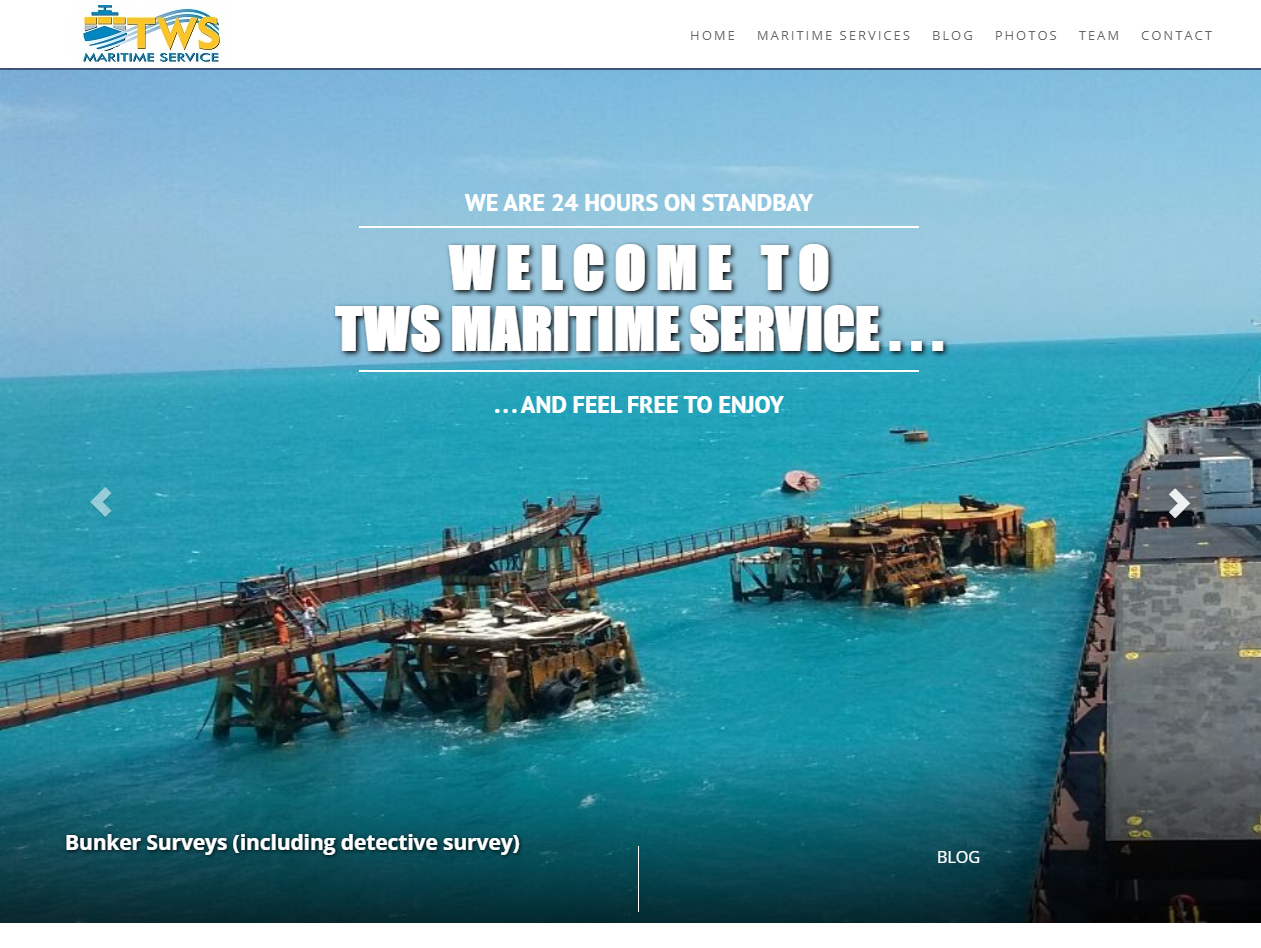 TWS
MARITIME SERVICE
HOME MARITIME SERVICES BLOG PHOTOS TEAM CONTACT
WE ARE 24 HOURS ON STANDBAY
WELCOME TO
TWS MARITIME SERVICE . . .
. . . AND FEEL FREE TO ENJOY
Bunker Surveys (including detective survey)
BLOG
4